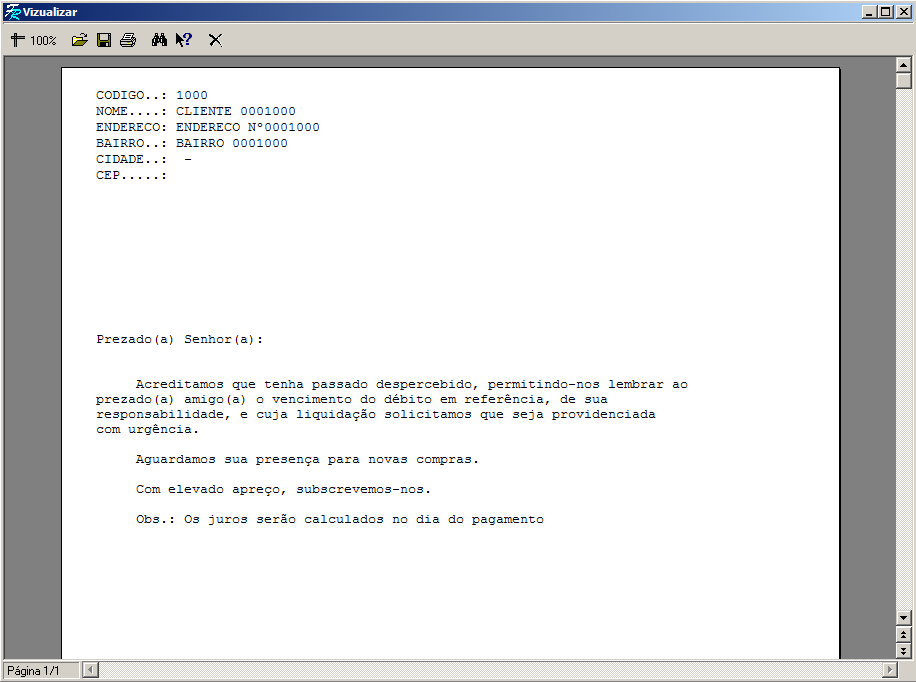 Vizualizar
100%
CODIGO..: 1000
NOME....: CLIENTE 0001000
ENDERECO: ENDERECO Nº0001000
BAIRRO..: BAIRRO 0001000
CIDADE..:  -
CEP.....:
Prezado(a) Senhor(a):
Acreditamos que tenha passado despercebido, permitindo-nos lembrar ao
prezado(a) amigo(a) o vencimento do débito em referência, de sua
responsabilidade, e cuja liquidação solicitamos que seja providenciada
com urgência.
Aguardamos sua presença para novas compras.
Com elevado apreço, subscrevemos-nos.
Obs.: Os juros serão calculados no dia do pagamento
Página 1/1